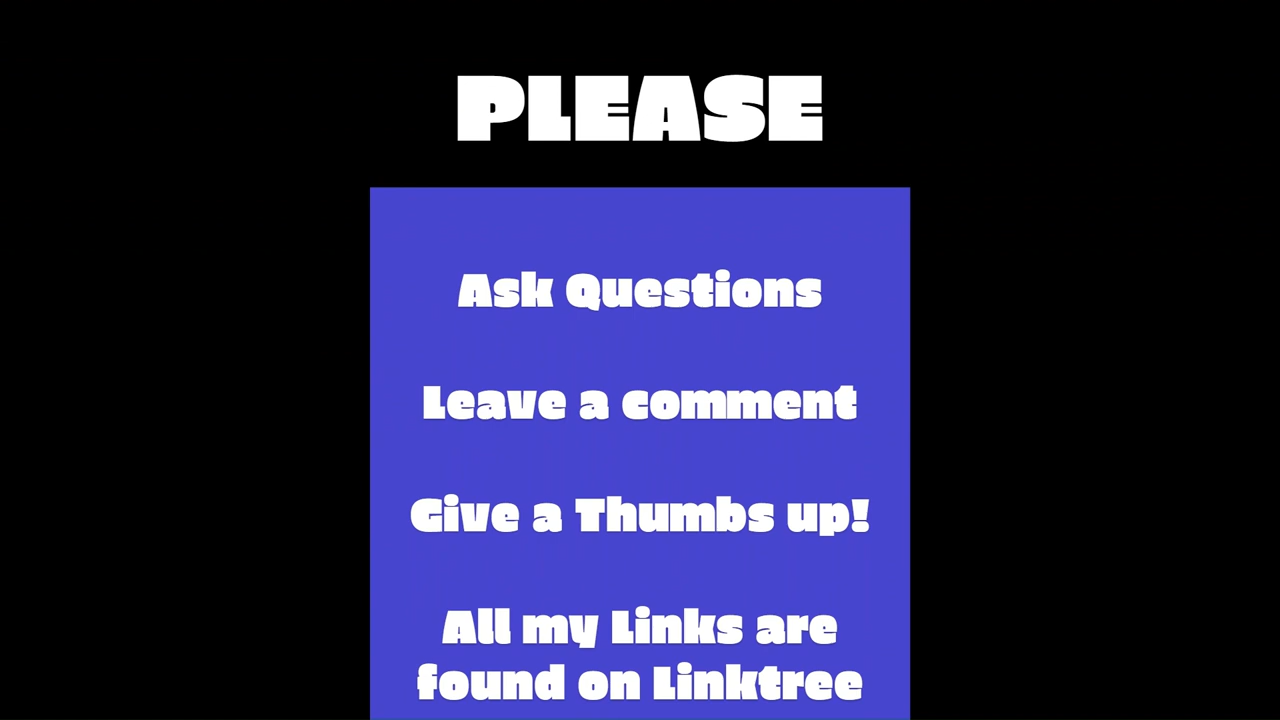 PLEASE
Ask Questions
Leave a comment
Give a Thumbs up!
All my Links are
found on Linktree